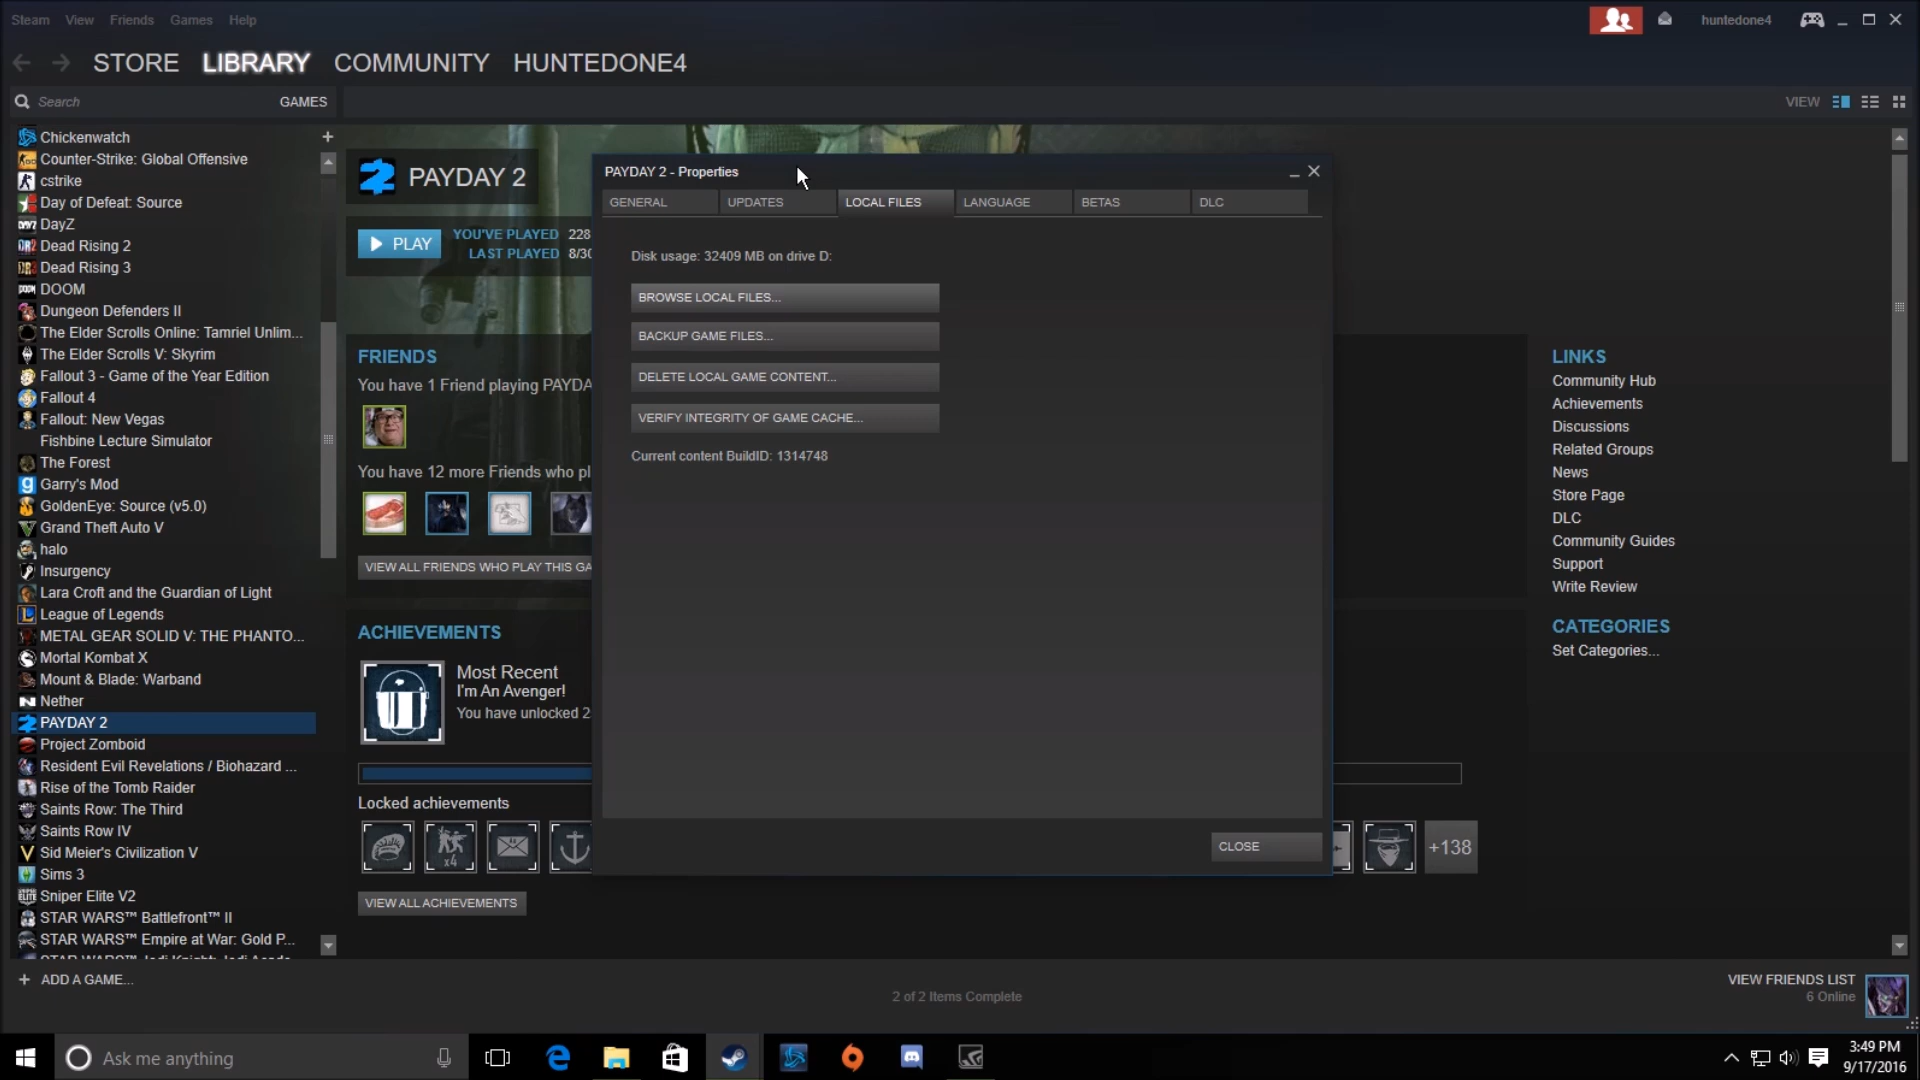 Steam View Friends Games Help
huntedone4
STORE LIBRARY COMMUNITY HUNTEDONE4
Search GAMES
VIEW
Chickenwatch
Counter-Strike: Global Offensive
cstrike
Day of Defeat: Source
DayZ
Dead Rising 2
Dead Rising 3
DOOM
Dungeon Defenders II
The Elder Scrolls Online: Tamriel Unlim...
The Elder Scrolls V: Skyrim
Fallout 3 - Game of the Year Edition
Fallout 4
Fallout: New Vegas
Fishbine Lecture Simulator
The Forest
Garry's Mod
GoldenEye: Source (v5.0)
Grand Theft Auto V
halo
Insurgency
Lara Croft and the Guardian of Light
League of Legends
METAL GEAR SOLID V: THE PHANTO...
Mortal Kombat X
Mount & Blade: Warband
Nether
PAYDAY 2
Project Zomboid
Resident Evil Revelations / Biohazard ...
Rise of the Tomb Raider
Saints Row: The Third
Saints Row IV
Sid Meier's Civilization V
Sims 3
Sniper Elite V2
STAR WARS™ Battlefront™ II
STAR WARS™ Empire at War: Gold P...
+ ADD A GAME...
PAYDAY 2
PLAY
YOU'VE PLAYED 228
LAST PLAYED 8/30
FRIENDS
You have 1 Friend playing PAYDA
You have 12 more Friends who pl
VIEW ALL FRIENDS WHO PLAY THIS GA
ACHIEVEMENTS
Most Recent
I'm An Avenger!
You have unlocked 2
Locked achievements
x4
+138
VIEW ALL ACHIEVEMENTS
PAYDAY 2 - Properties
GENERAL UPDATES LOCAL FILES LANGUAGE BETAS DLC
Disk usage: 32409 MB on drive D:
BROWSE LOCAL FILES...
BACKUP GAME FILES...
DELETE LOCAL GAME CONTENT...
VERIFY INTEGRITY OF GAME CACHE...
Current content BuildID: 1314748
CLOSE
LINKS
Community Hub
Achievements
Discussions
Related Groups
News
Store Page
DLC
Community Guides
Support
Write Review
CATEGORIES
Set Categories...
2 of 2 Items Complete
VIEW FRIENDS LIST
6 Online
Ask me anything
3:49 PM
9/17/2016